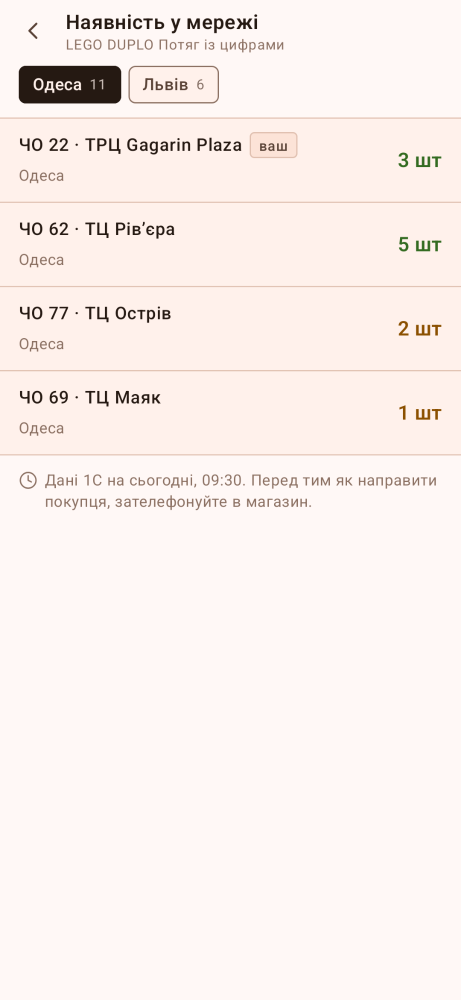 Наявність у мережі
LEGO DUPLO Потяг із цифрами
Одеса 11
Львів 6
ЧО 22 · ТРЦ Gagarin Plaza ваш
Одеса
3 шт
ЧО 62 · ТЦ Рів’єра
Одеса
5 шт
ЧО 77 · ТЦ Острів
Одеса
2 шт
ЧО 69 · ТЦ Маяк
Одеса
1 шт
Дані 1С на сьогодні, 09:30. Перед тим як направити
покупця, зателефонуйте в магазин.